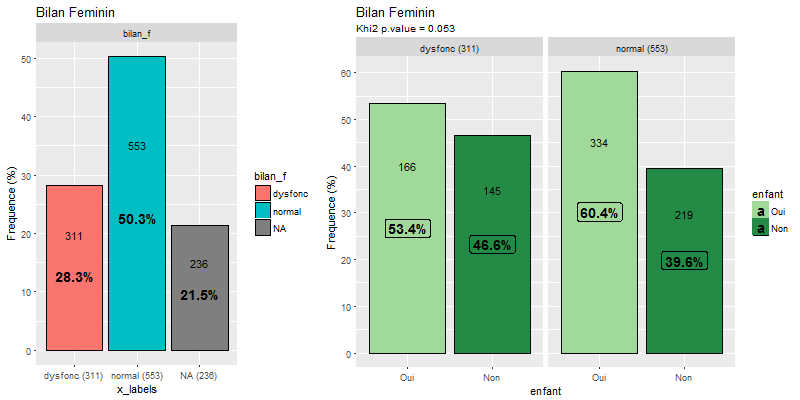 Bilan Feminin
bilan_f
Frequence (%)
50
40
30
20
10
0
311
28.3%
553
50.3%
236
21.5%
dysfonc (311)
normal (553)
NA (236)
x_labels
bilan_f
dysfonc
normal
NA
Bilan Feminin
Khi2 p.value = 0.053
dysfonc (311)
normal (553)
Frequence (%)
60
50
40
30
20
10
0
166
53.4%
145
46.6%
334
60.4%
219
39.6%
Oui
Non
Oui
Non
enfant
enfant
a Oui
a Non